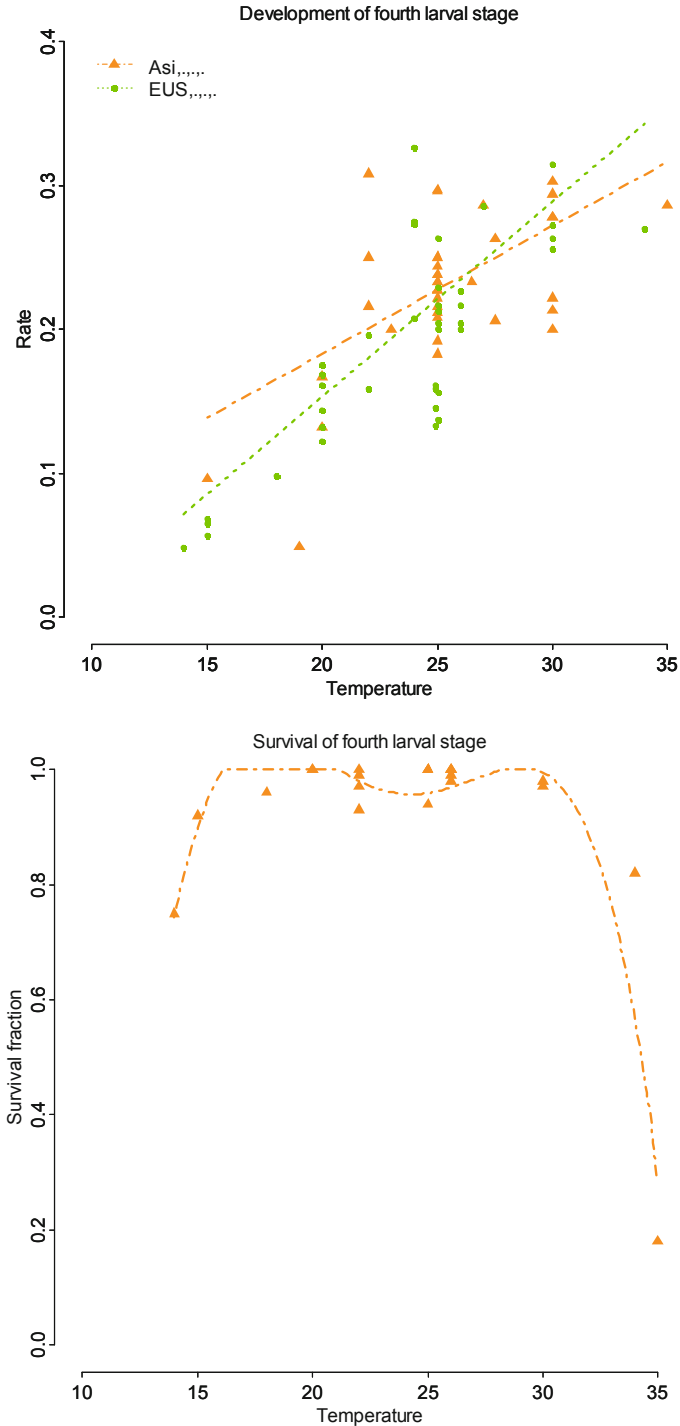 Development of fourth larval stage
0.4
Asi,.,.,.
EUS,.,.,.
0.3
0.2
Rate
0.1
0.0
10 15 20 25 30 35
Temperature
Survival of fourth larval stage
1.0
0.8
0.6
Survival fraction
0.4
0.2
0.0
10 15 20 25 30 35
Temperature